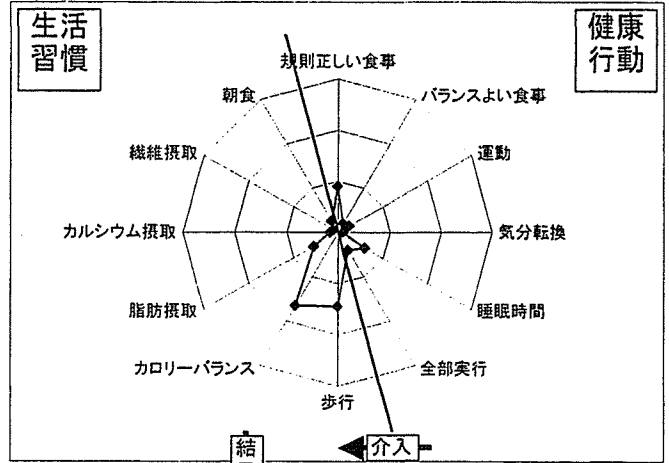 生活
習慣
健康
行動
規則正しい食事
朝食
バランスよい食事
繊維摂取
運動
カルシウム摂取
気分転換
脂肪摂取
睡眠時間
カロリーバランス
全部実行
歩行
結
介入